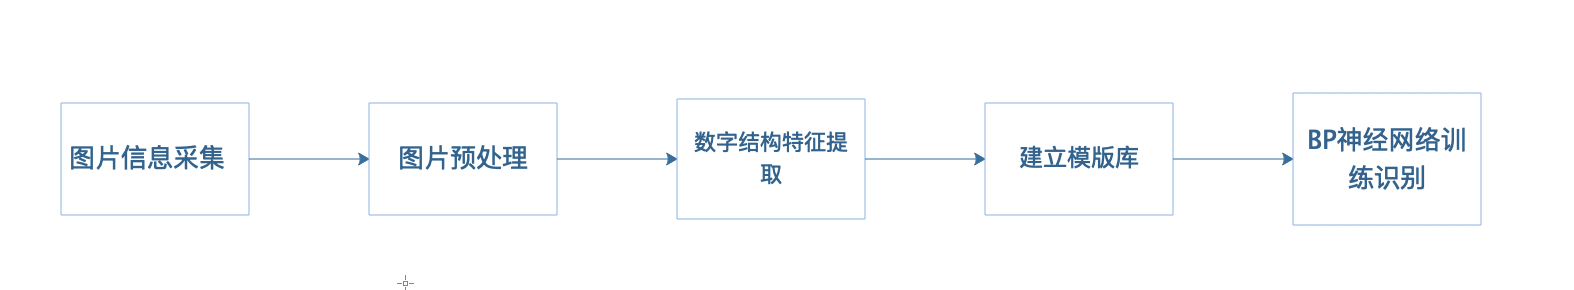 图片信息采集
图片预处理
数字结构特征提
取
建立模版库
BP神经网络训
练识别